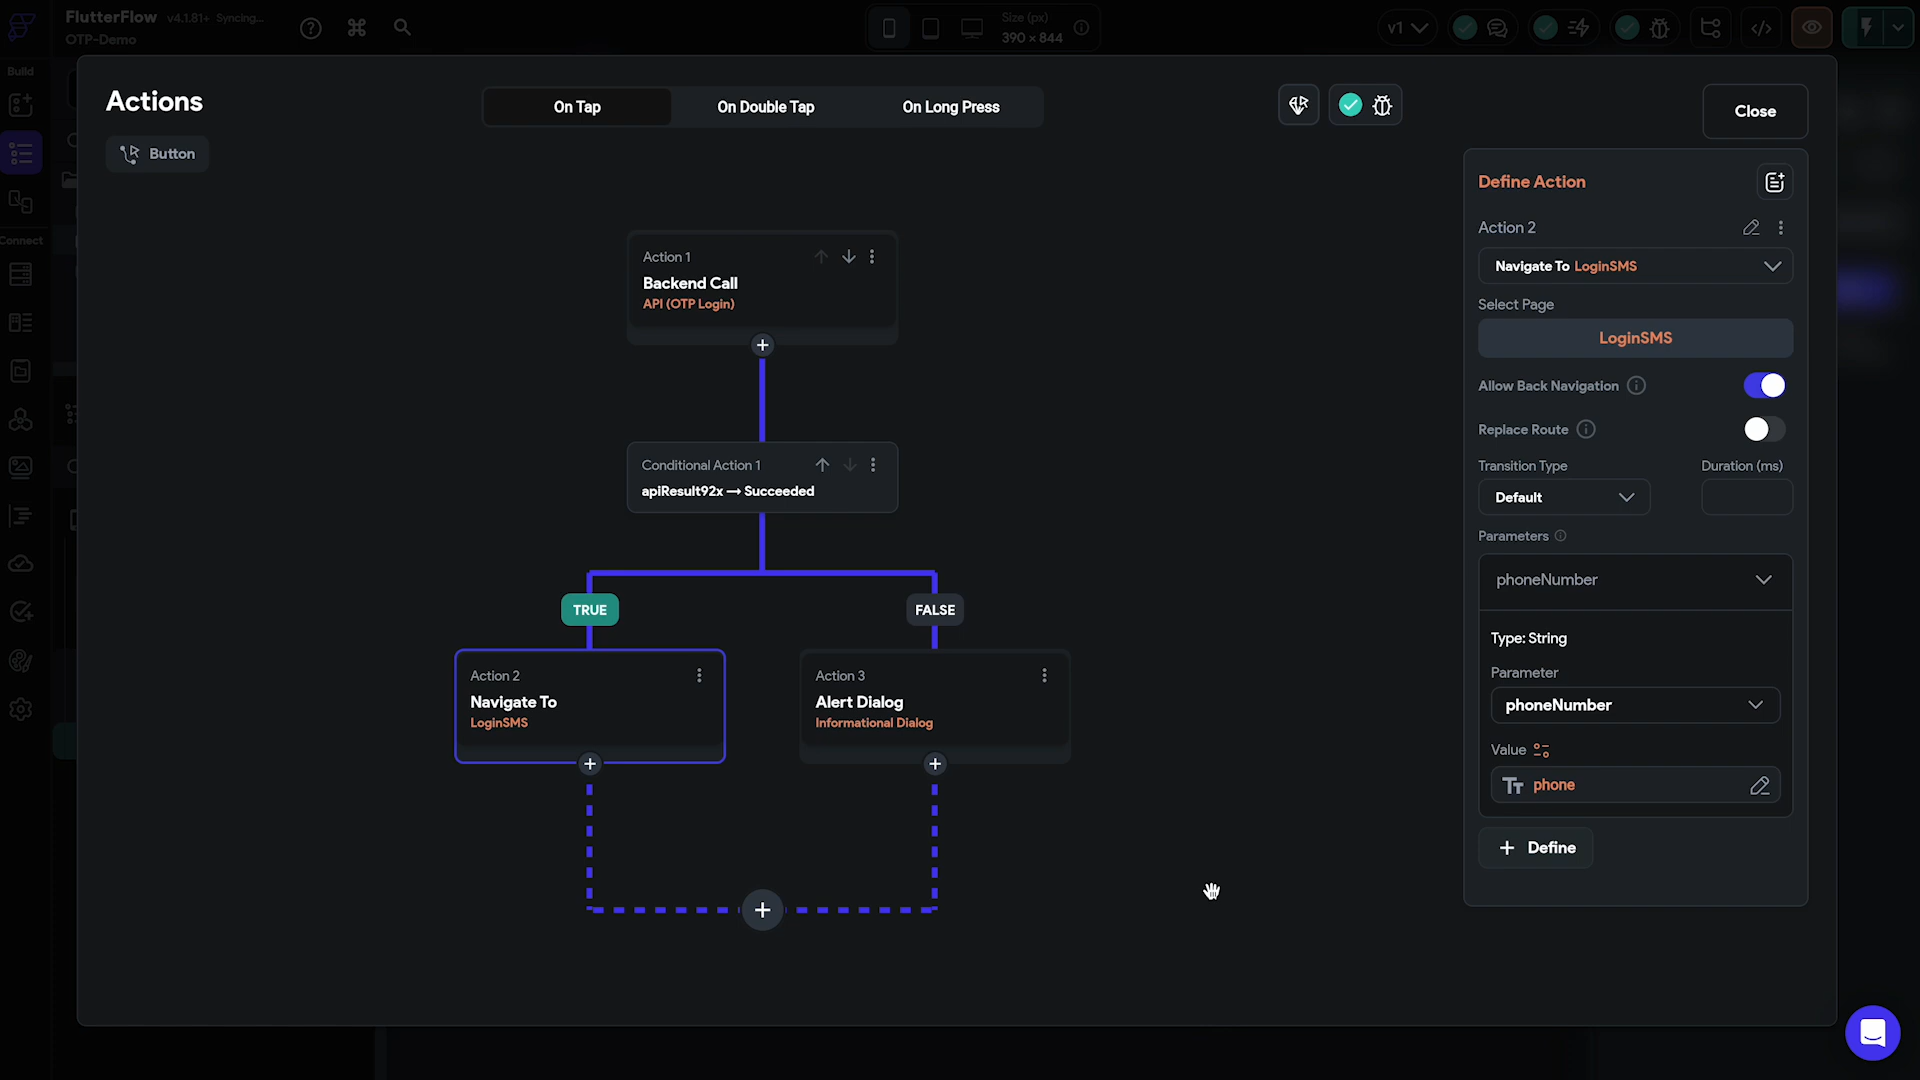 FlutterFlow v4.1.81+ Syncing...
OTP-Demo
Size (px)
390 × 844
v1
Build
Connect
Actions
On Tap
On Double Tap
On Long Press
Close
Button
Action 1
Backend Call
API (OTP Login)
Conditional Action 1
apiResult92x → Succeeded
TRUE
FALSE
Action 2
Navigate To
LoginSMS
Action 3
Alert Dialog
Informational Dialog
Define Action
Action 2
Navigate To LoginSMS
Select Page
LoginSMS
Allow Back Navigation
Replace Route
Transition Type
Duration (ms)
Default
Parameters
phoneNumber
Type: String
Parameter
phoneNumber
Value
Tт phone
+ Define